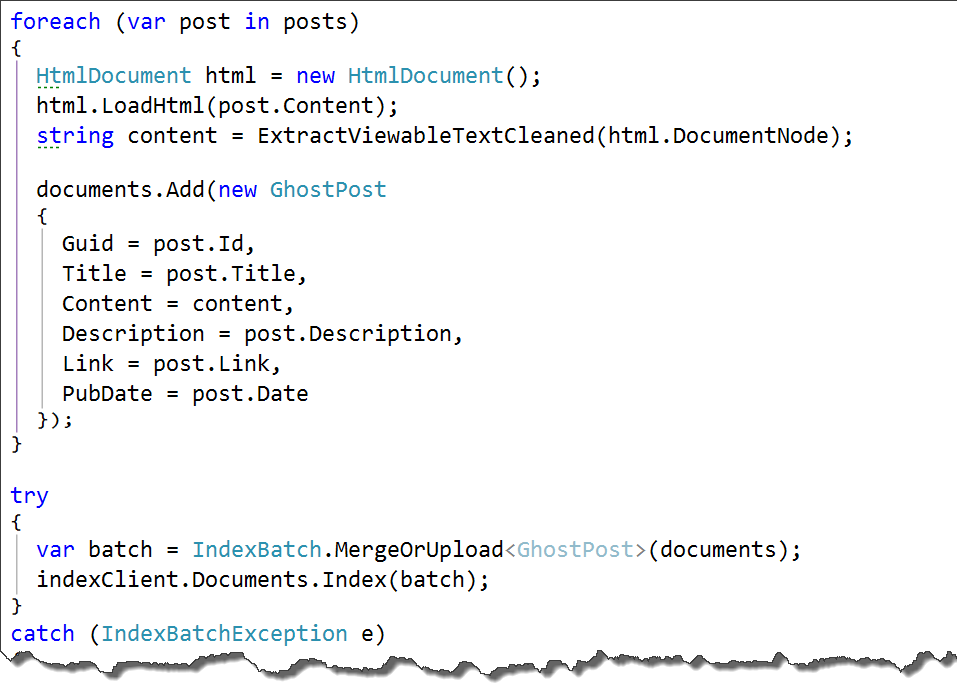 foreach (var post in posts)
{
HtmlDocument html = new HtmlDocument();
html.LoadHtml(post.Content);
string content = ExtractViewableTextCleaned(html.DocumentNode);
documents.Add(new GhostPost
{
Guid = post.Id,
Title = post.Title,
Content = content,
Description = post.Description,
Link = post.Link,
PubDate = post.Date
});
}
try
{
var batch = IndexBatch.MergeOrUpload<GhostPost>(documents);
indexClient.Documents.Index(batch);
}
catch (IndexBatchException e)